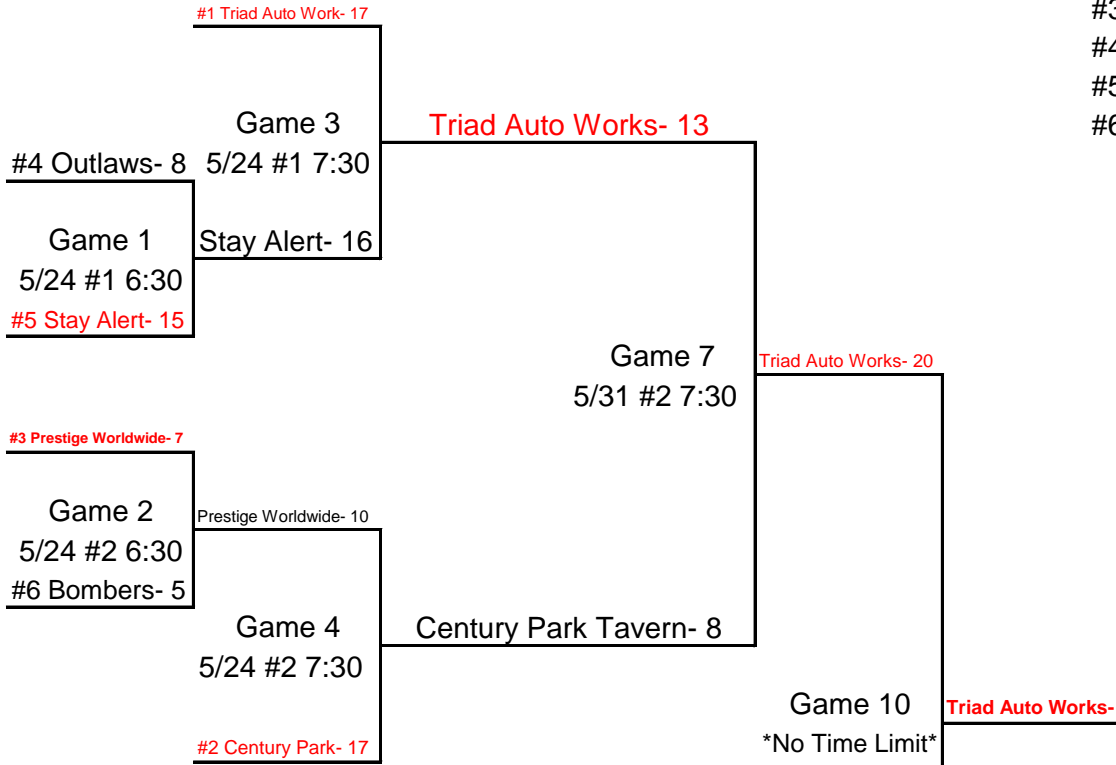 #1 Triad Auto Work- 17
#3
#4
#5
#6
Game 3
5/24 #1 7:30
Triad Auto Works- 13
#4 Outlaws- 8
Game 1
5/24 #1 6:30
Stay Alert- 16
#5 Stay Alert- 15
Game 7
5/31 #2 7:30
Triad Auto Works- 20
#3 Prestige Worldwide- 7
Game 2
5/24 #2 6:30
Prestige Worldwide- 10
#6 Bombers- 5
Game 4
5/24 #2 7:30
Century Park Tavern- 8
#2 Century Park- 17
Game 10
*No Time Limit*
Triad Auto Works-